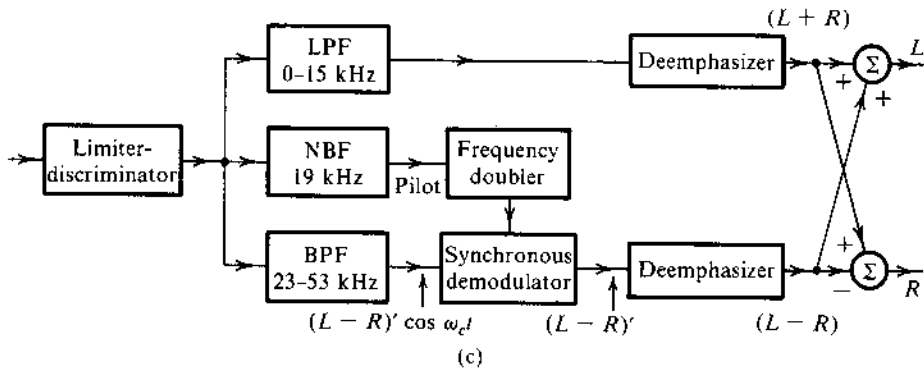 (L + R)
L
LPF
0–15 kHz
Deemphasizer
Σ
+
+
Limiter-
discriminator
NBF
19 kHz
Pilot
Frequency
doubler
BPF
23–53 kHz
Synchronous
demodulator
Deemphasizer
+
Σ
−
R
(L − R)′ cos ω_c t
(L − R)′
(L − R)
(c)